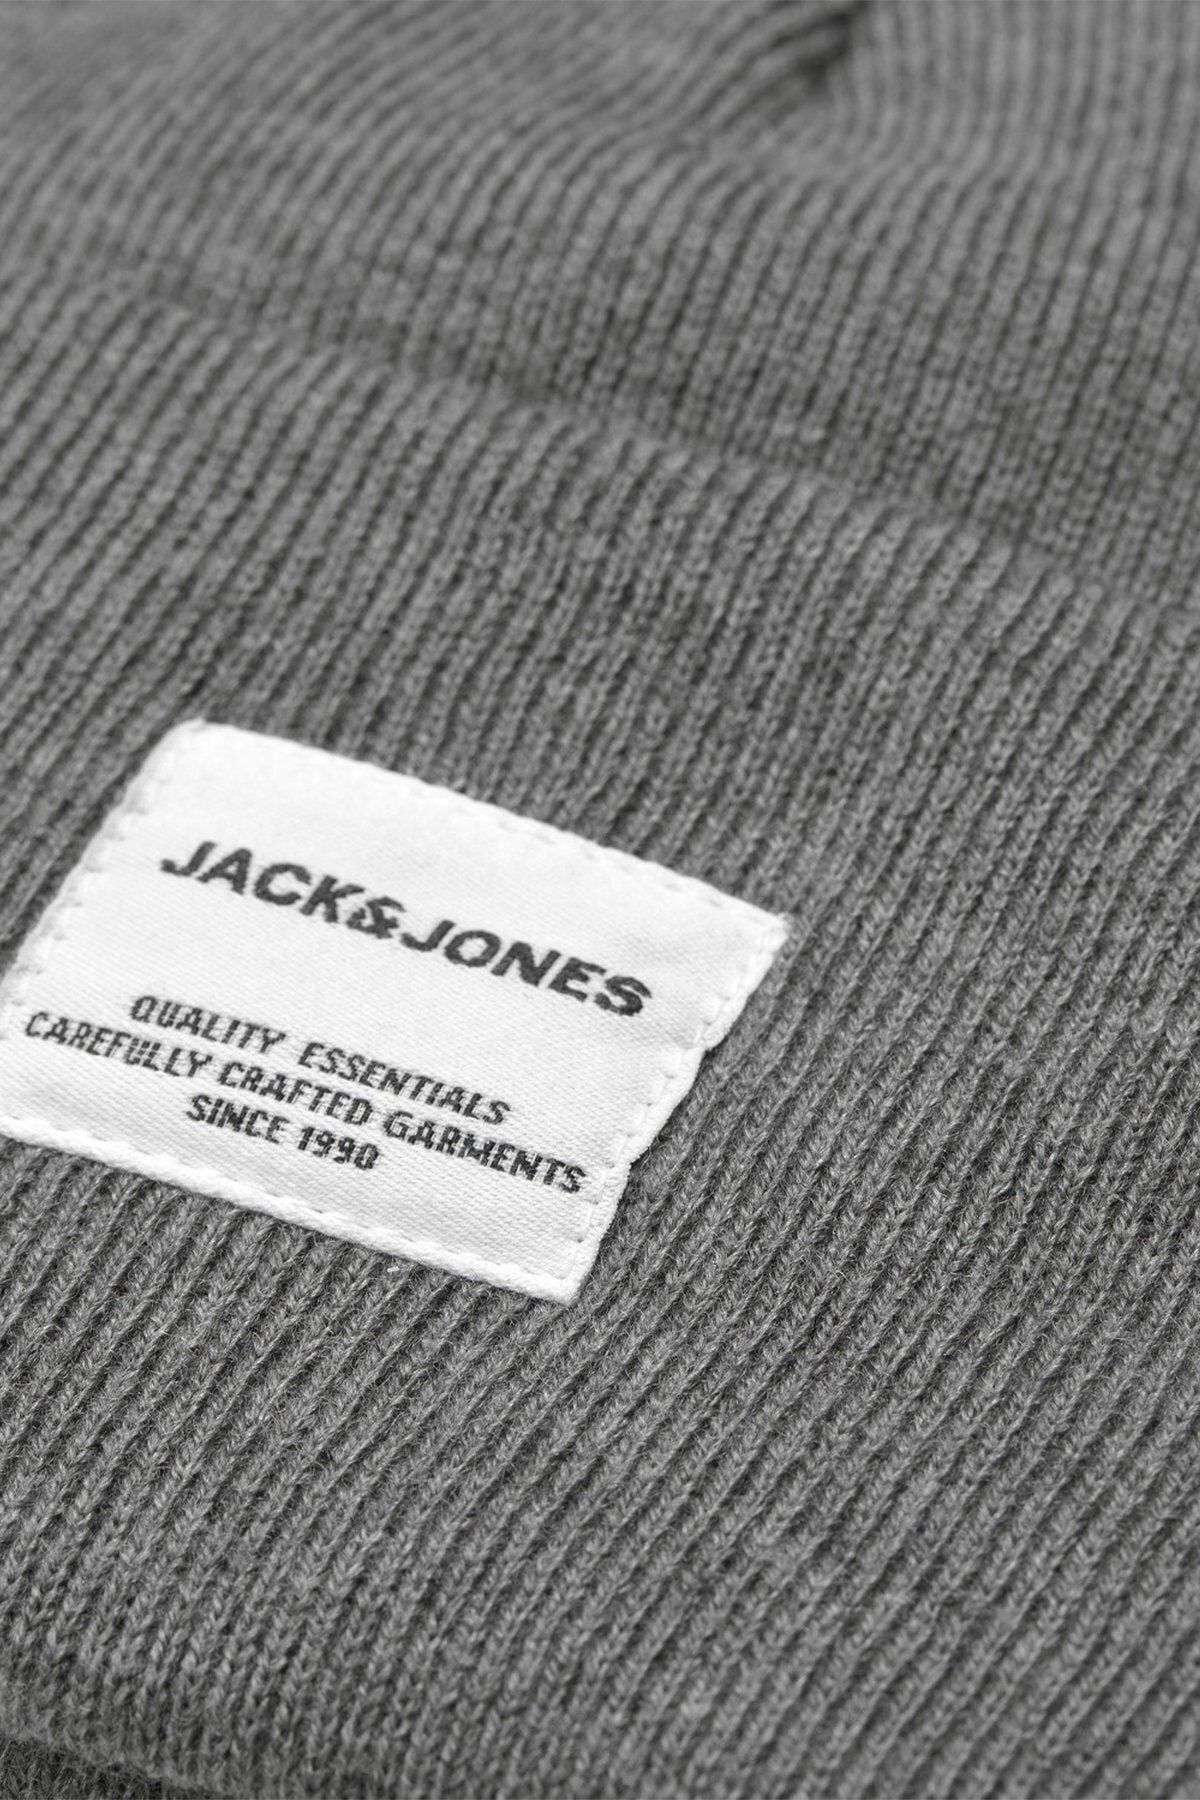 JACK&JONES
QUALITY ESSENTIALS
CAREFULLY CRAFTED GARMENTS
SINCE 1990